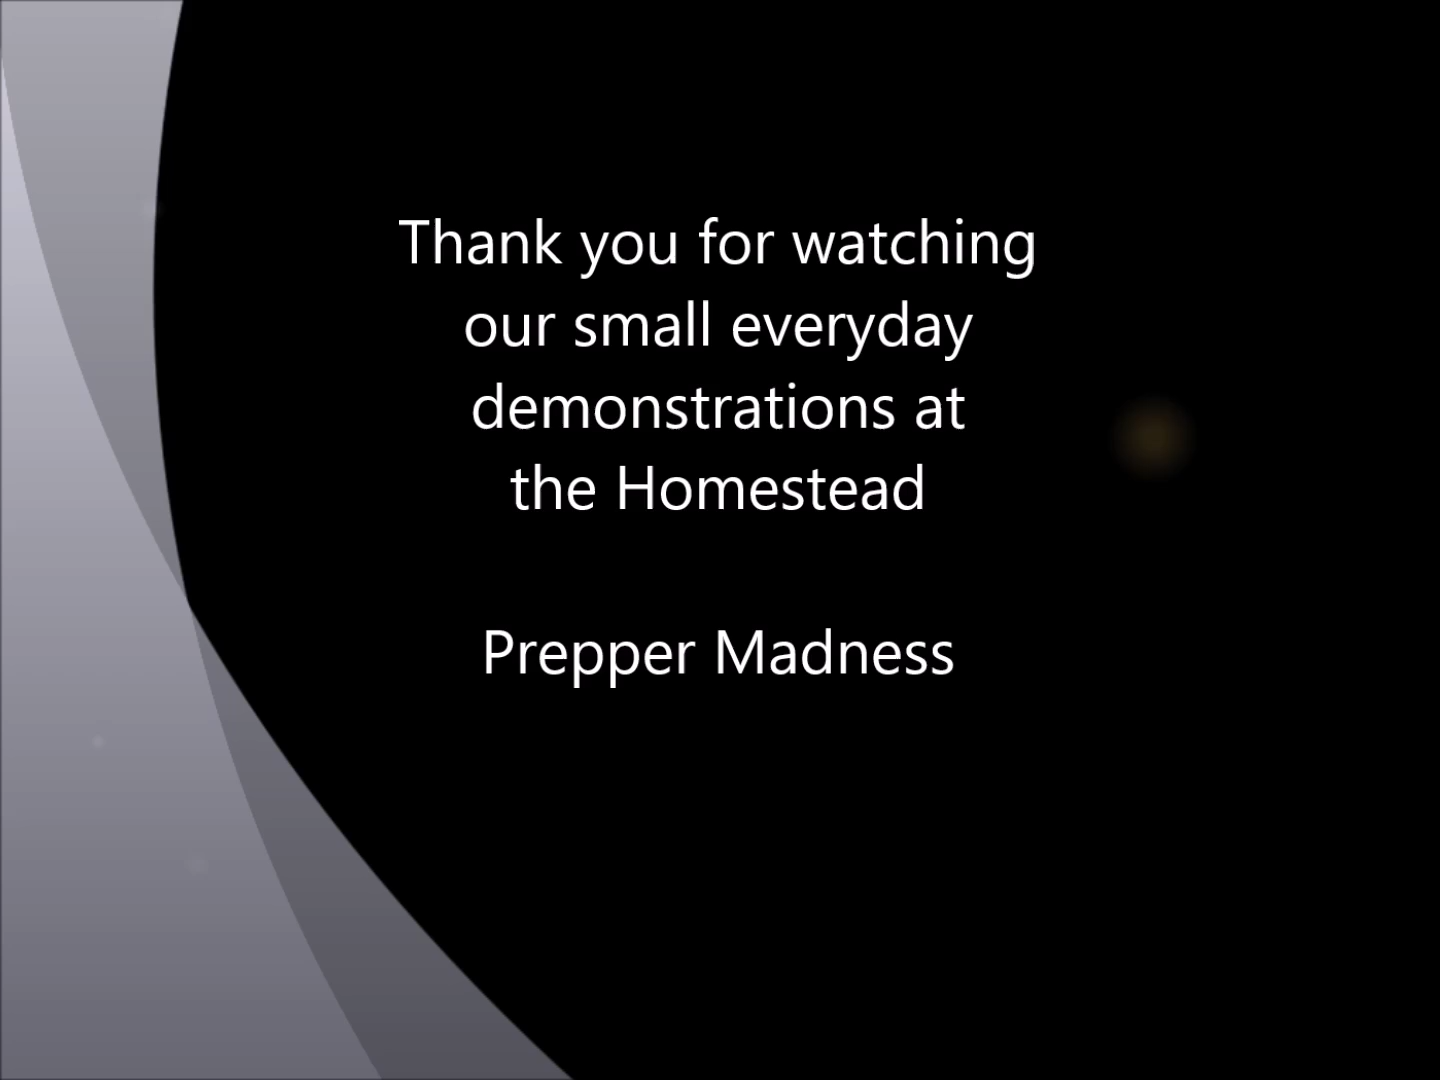 Thank you for watching
our small everyday
demonstrations at
the Homestead
Prepper Madness